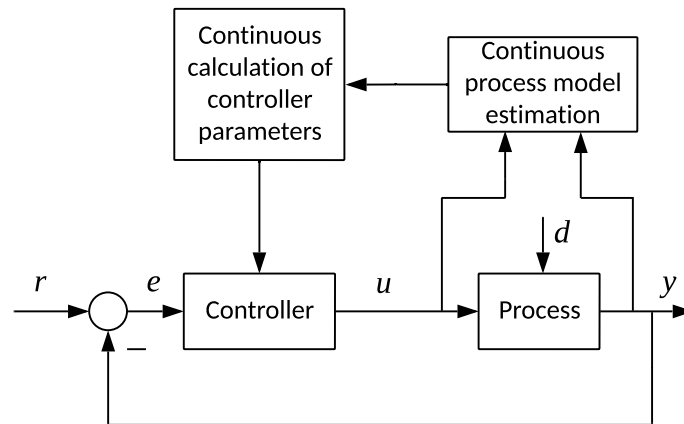 Continuous
calculation of
controller
parameters
Continuous
process model
estimation
d
r
e
u
y
Controller
Process
−